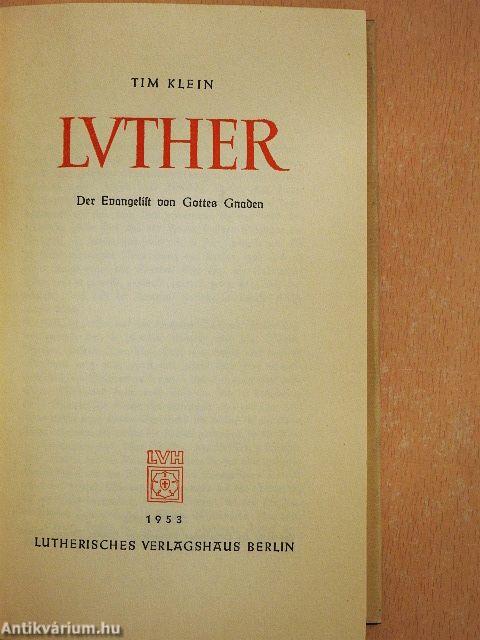 TIM KLEIN
LVTHER
Der Evangeliſt von Gottes Gnaden
LVH
1953
LUTHERISCHES VERLAGSHAUS BERLIN
Antikvárium.hu